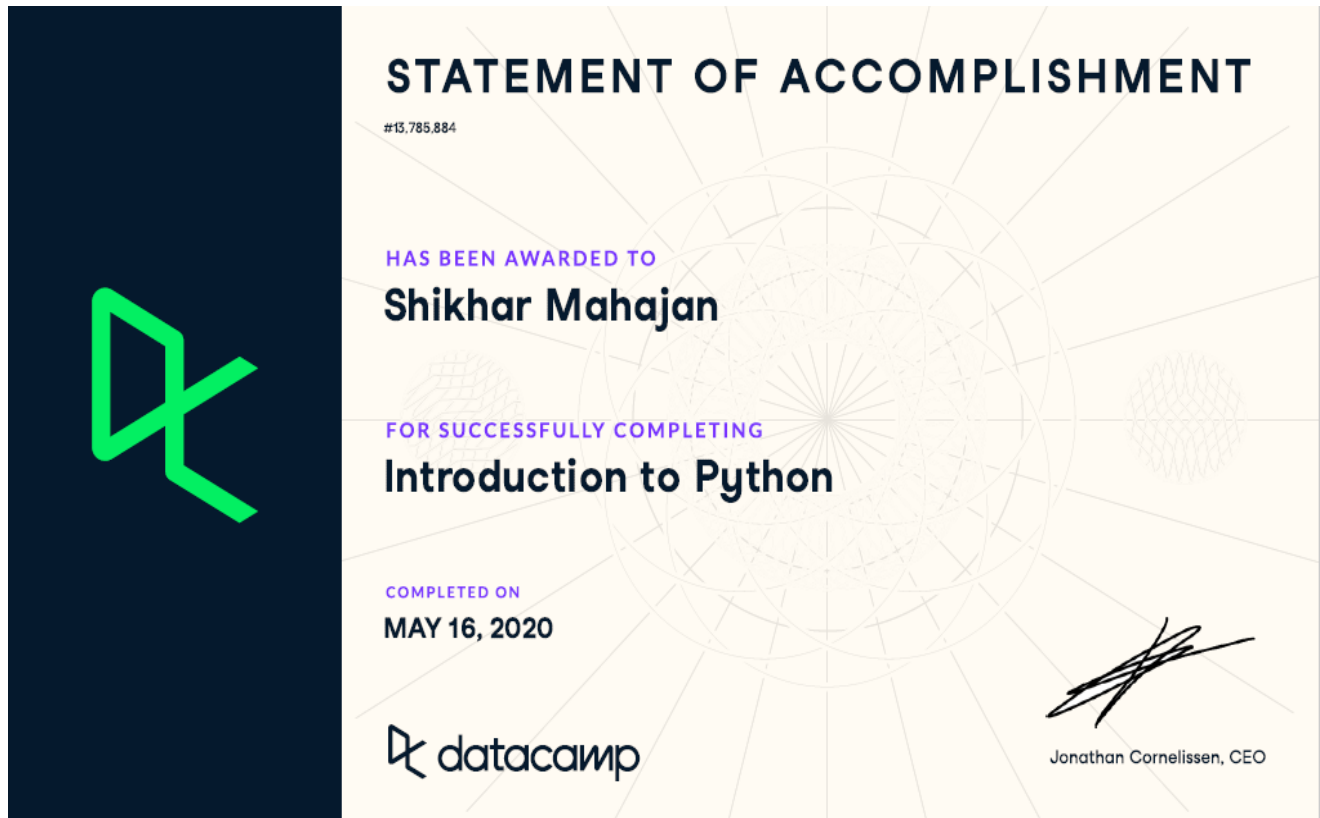 STATEMENT OF ACCOMPLISHMENT
#13,785,884
HAS BEEN AWARDED TO
Shikhar Mahajan
FOR SUCCESSFULLY COMPLETING
Introduction to Python
COMPLETED ON
MAY 16, 2020
datacamp
Jonathan Cornelissen, CEO